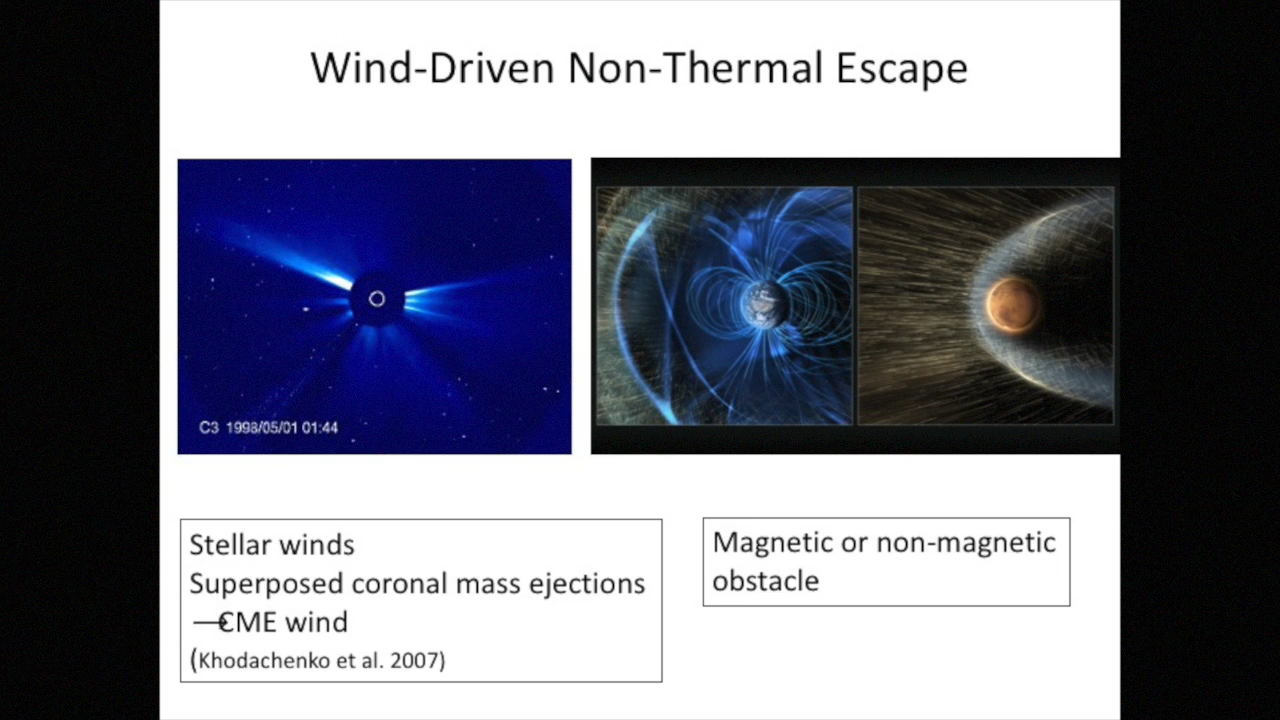 Wind-Driven Non-Thermal Escape
C3 1998/05/01 01:44
Stellar winds
Superposed coronal mass ejections
→CME wind
(Khodachenko et al. 2007)
Magnetic or non-magnetic
obstacle